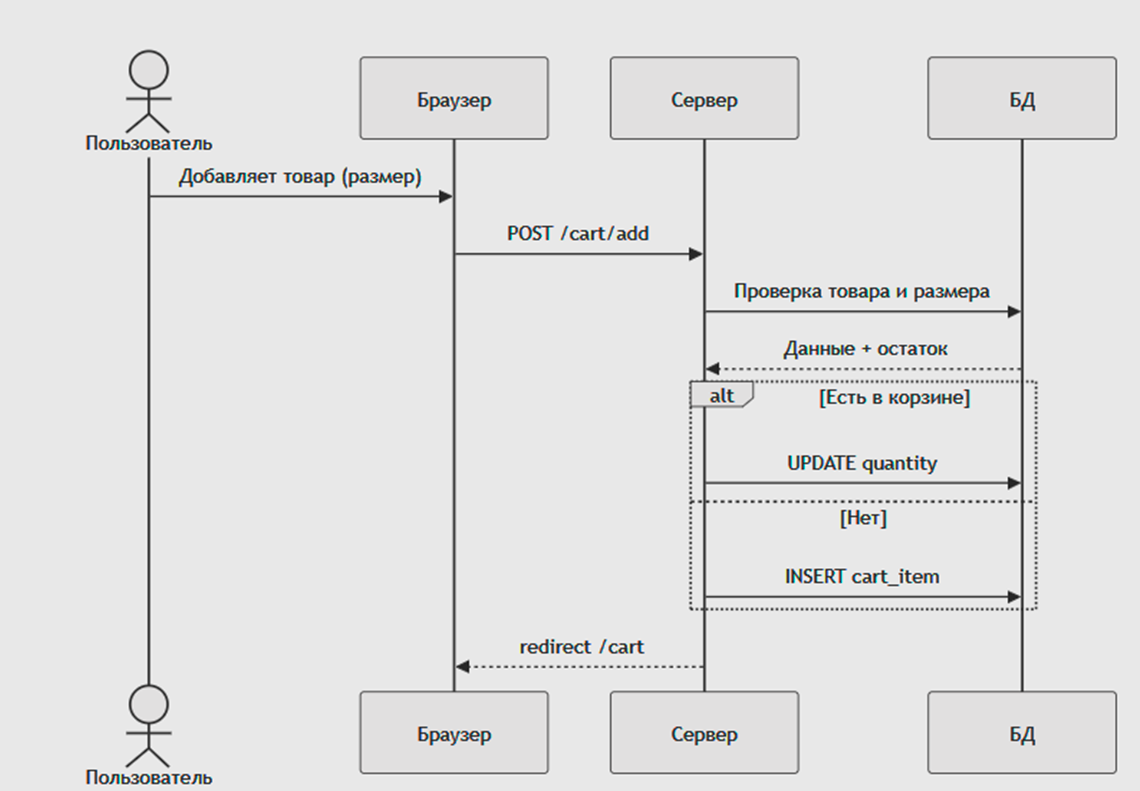 Браузер
Сервер
БД
Пользователь
Добавляет товар (размер)
POST /cart/add
Проверка товара и размера
Данные + остаток
alt
[Есть в корзине]
UPDATE quantity
[Нет]
INSERT cart_item
redirect /cart
Браузер
Сервер
БД
Пользователь